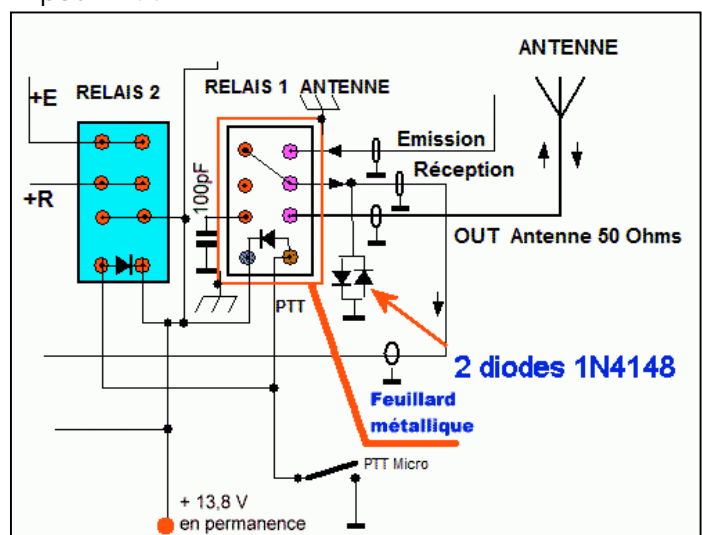 ANTENNE
RELAIS 2
RELAIS 1 ANTENNE
+E
Emission
100pF
Réception
+R
OUT Antenne 50 Ohms
PTT
2 diodes 1N4148
Feuillard
métallique
PTT Micro
+ 13,8 V
en permanence